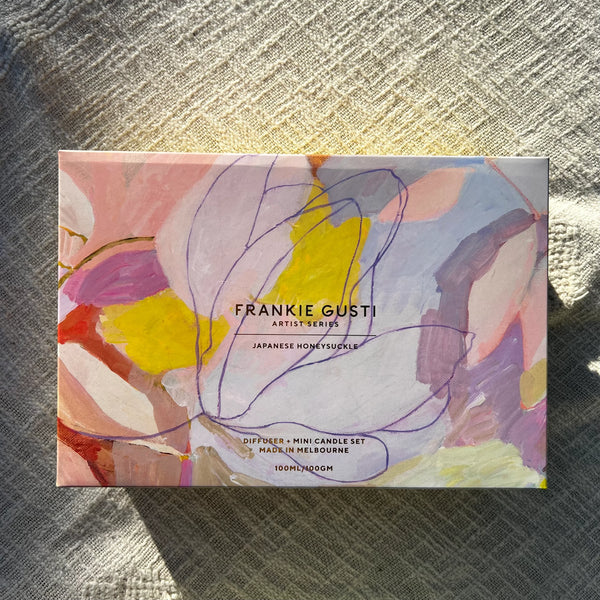 FRANKIE GUSTI
ARTIST SERIES
JAPANESE HONEYSUCKLE
DIFFUSER + MINI CANDLE SET
MADE IN MELBOURNE
100ML/100GM